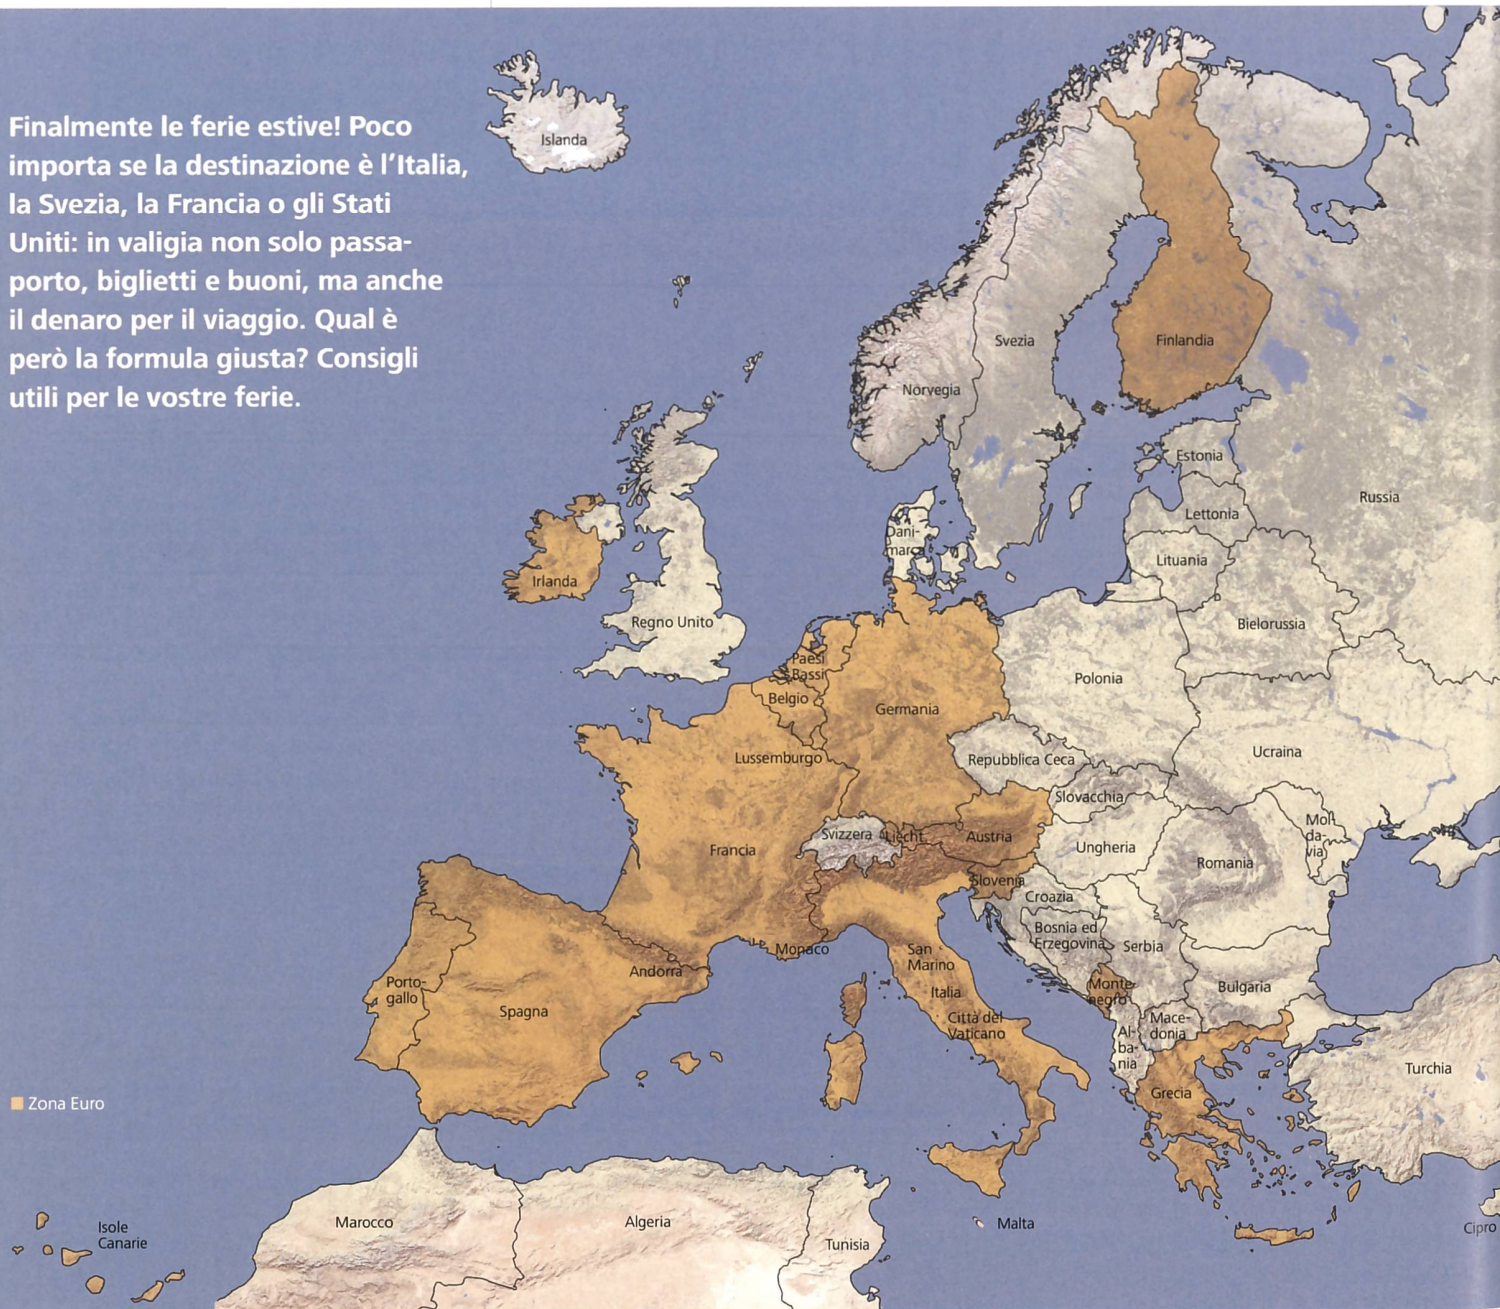 Finalmente le ferie estive! Poco
importa se la destinazione è l'Italia,
la Svezia, la Francia o gli Stati
Uniti: in valigia non solo passa-
porto, biglietti e buoni, ma anche
il denaro per il viaggio. Qual è
però la formula giusta? Consigli
utili per le vostre ferie.
Islanda
Svezia
Finlandia
Norvegia
Estonia
Russia
Lettonia
Dani-
marca
Lituania
Irlanda
Regno Unito
Bielorussia
Paesi
Bassi
Polonia
Belgio
Germania
Lussemburgo
Repubblica Ceca
Ucraina
Slovacchia
Svizzera
Liecht.
Austria
Mol-
da-
via
Francia
Ungheria
Romania
Slovenia
Croazia
Bosnia ed
Erzegovina
Serbia
Monaco
San
Marino
Andorra
Porto-
gallo
Italia
Monte-
negro
Bulgaria
Spagna
Città del
Vaticano
Mace-
donia
Al-
ba-
nia
Turchia
Grecia
Zona Euro
Isole
Canarie
Marocco
Algeria
Tunisia
Malta
Cipro